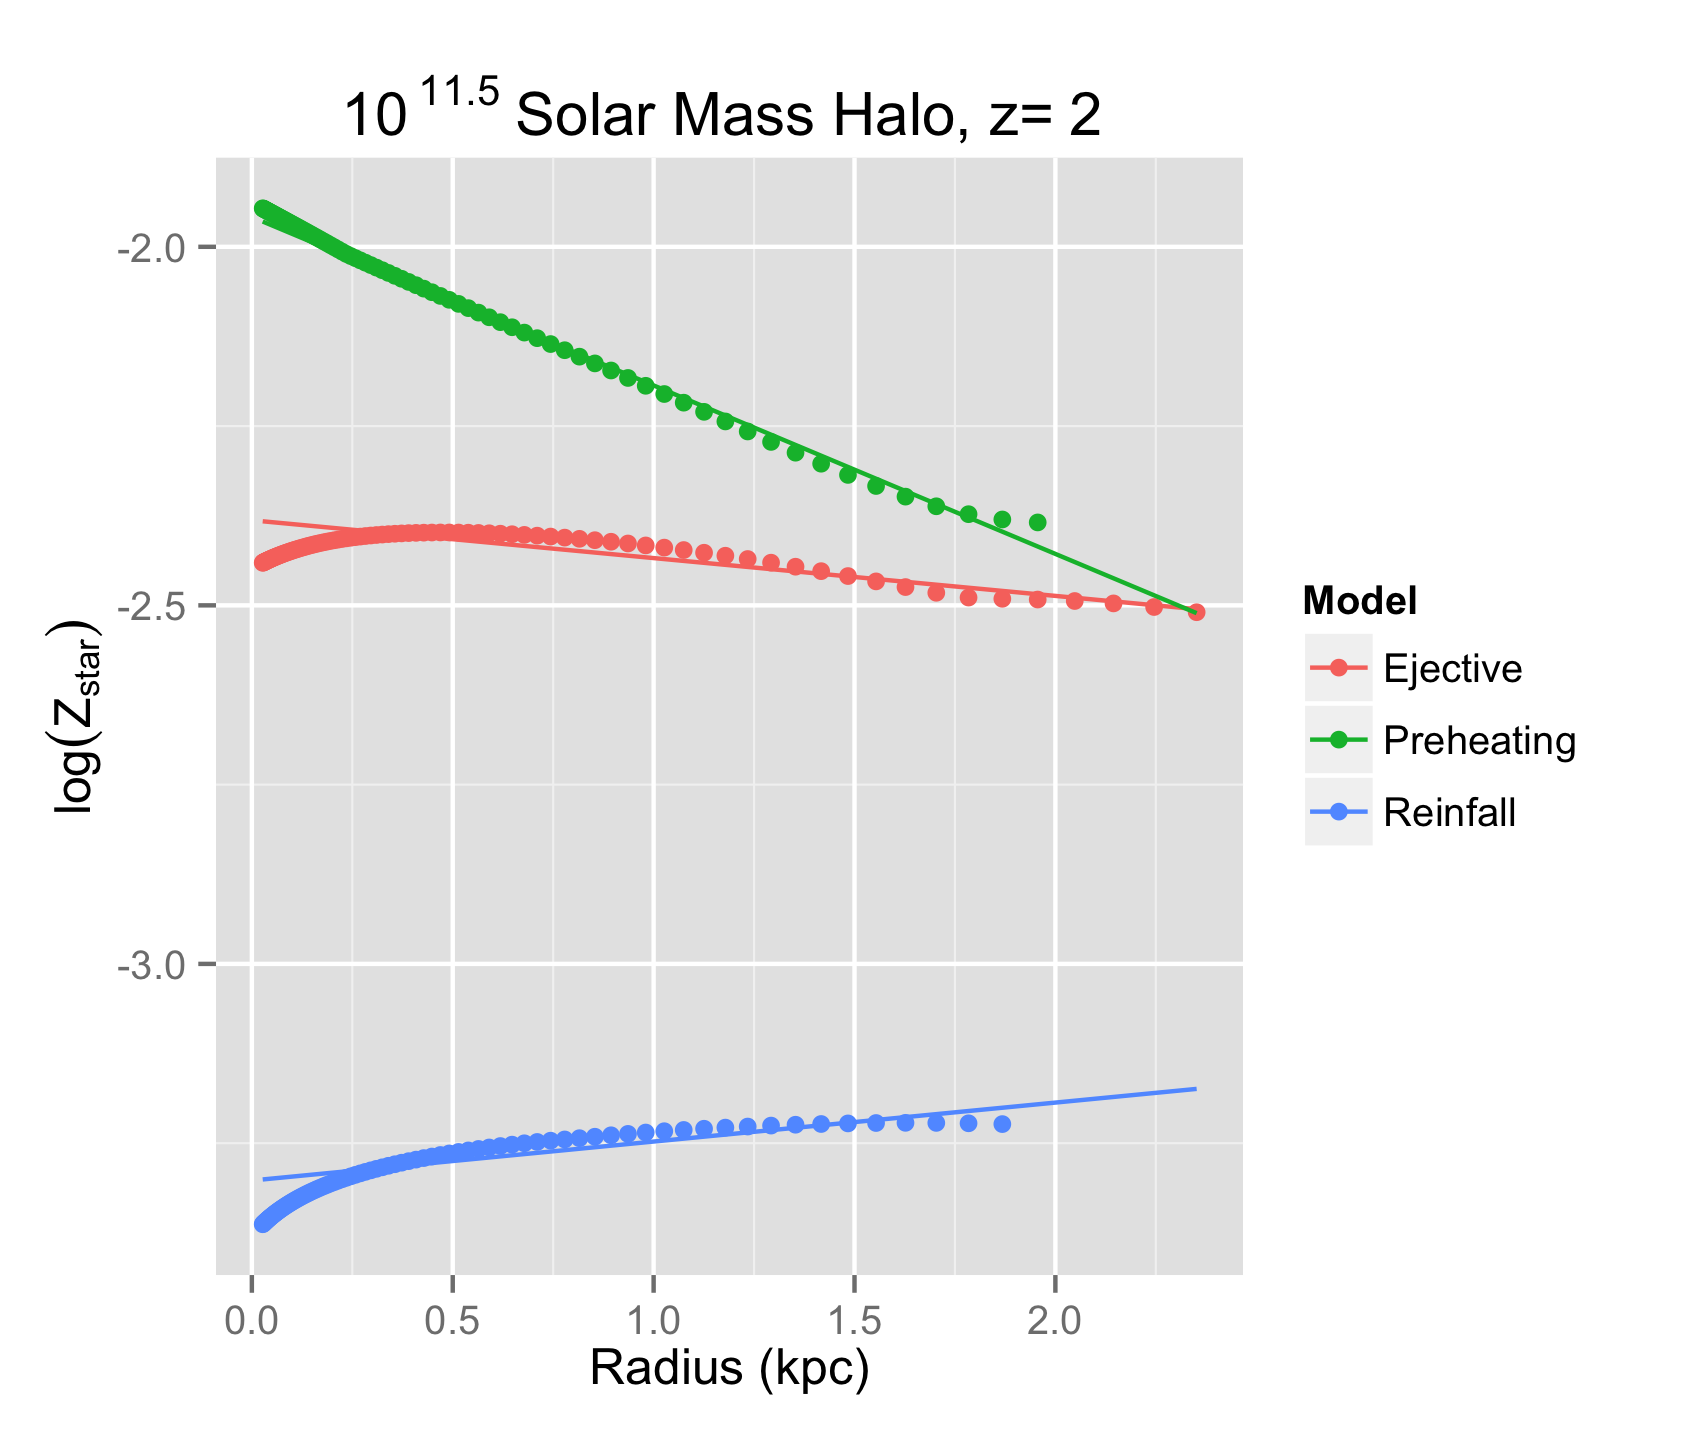 10^11.5 Solar Mass Halo, z= 2
-2.0
-2.5
-3.0
log(Z_star)
0.0 0.5 1.0 1.5 2.0
Radius (kpc)
Model
Ejective
Preheating
Reinfall